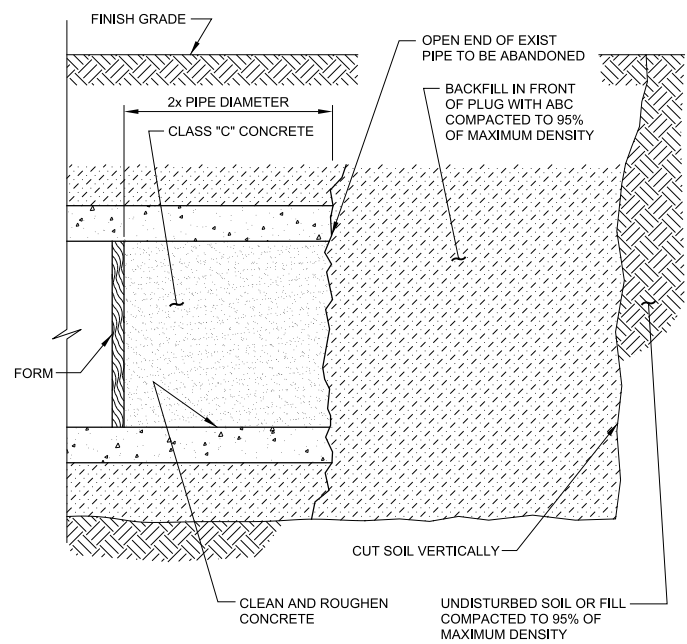 FINISH GRADE
OPEN END OF EXIST
PIPE TO BE ABANDONED
2x PIPE DIAMETER
CLASS "C" CONCRETE
BACKFILL IN FRONT
OF PLUG WITH ABC
COMPACTED TO 95%
OF MAXIMUM DENSITY
FORM
CUT SOIL VERTICALLY
CLEAN AND ROUGHEN
CONCRETE
UNDISTURBED SOIL OR FILL
COMPACTED TO 95% OF
MAXIMUM DENSITY